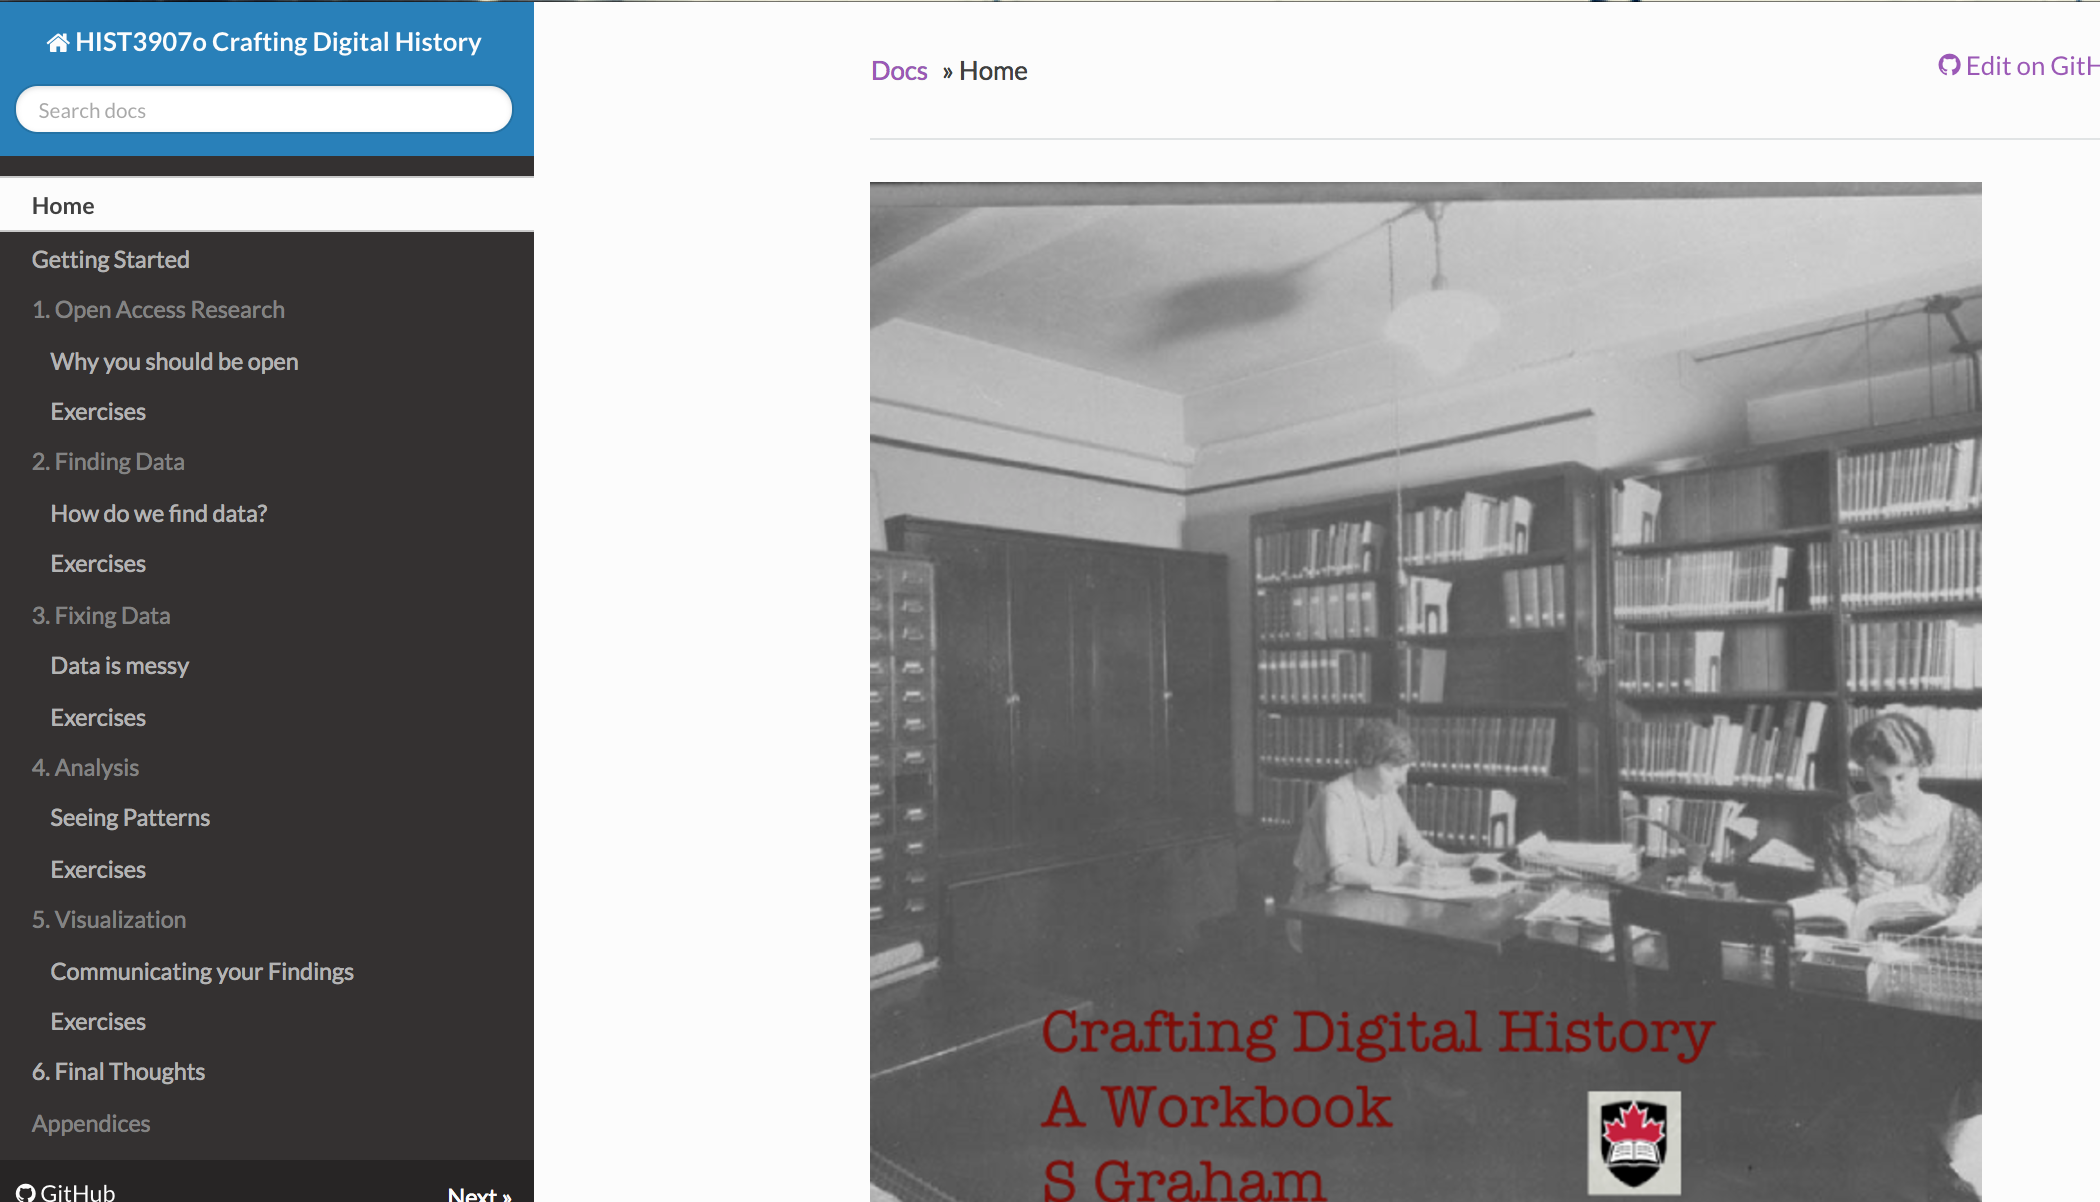 HIST3907o Crafting Digital History
Search docs
Home
Getting Started
1. Open Access Research
Why you should be open
Exercises
2. Finding Data
How do we find data?
Exercises
3. Fixing Data
Data is messy
Exercises
4. Analysis
Seeing Patterns
Exercises
5. Visualization
Communicating your Findings
Exercises
6. Final Thoughts
Appendices
GitHub
Next »
Docs » Home
Edit on GitH
Crafting Digital History
A Workbook
S Graham